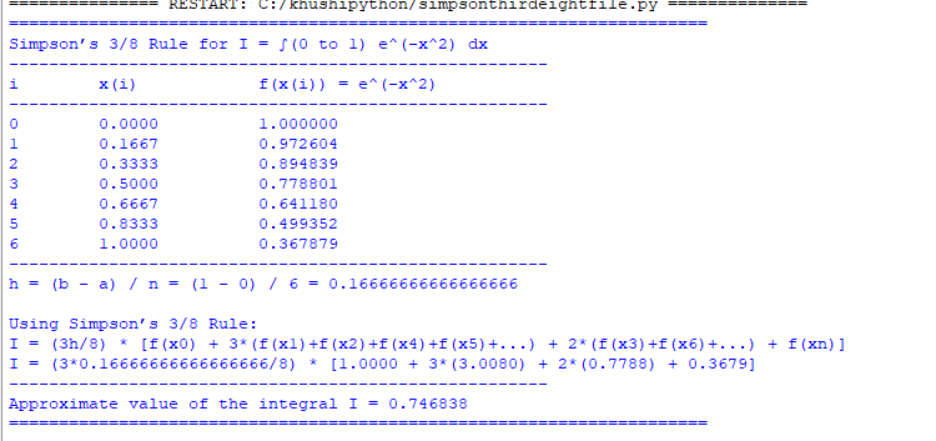 =============== RESTART: C:/khushipython/simpsonthirdeightfile.py ==============
======================================================================
Simpson’s 3/8 Rule for I = ∫(0 to 1) e^(-x^2) dx
------------------------------------------------------
i        x(i)            f(x(i)) = e^(-x^2)
------------------------------------------------------
0        0.0000          1.000000
1        0.1667          0.972604
2        0.3333          0.894839
3        0.5000          0.778801
4        0.6667          0.641180
5        0.8333          0.499352
6        1.0000          0.367879
------------------------------------------------------
h = (b - a) / n = (1 - 0) / 6 = 0.16666666666666666
Using Simpson’s 3/8 Rule:
I = (3h/8) * [f(x0) + 3*(f(x1)+f(x2)+f(x4)+f(x5)+...) + 2*(f(x3)+f(x6)+...) + f(xn)]
I = (3*0.16666666666666666/8) * [1.0000 + 3*(3.0080) + 2*(0.7788) + 0.3679]
------------------------------------------------------
Approximate value of the integral I = 0.746838
======================================================================